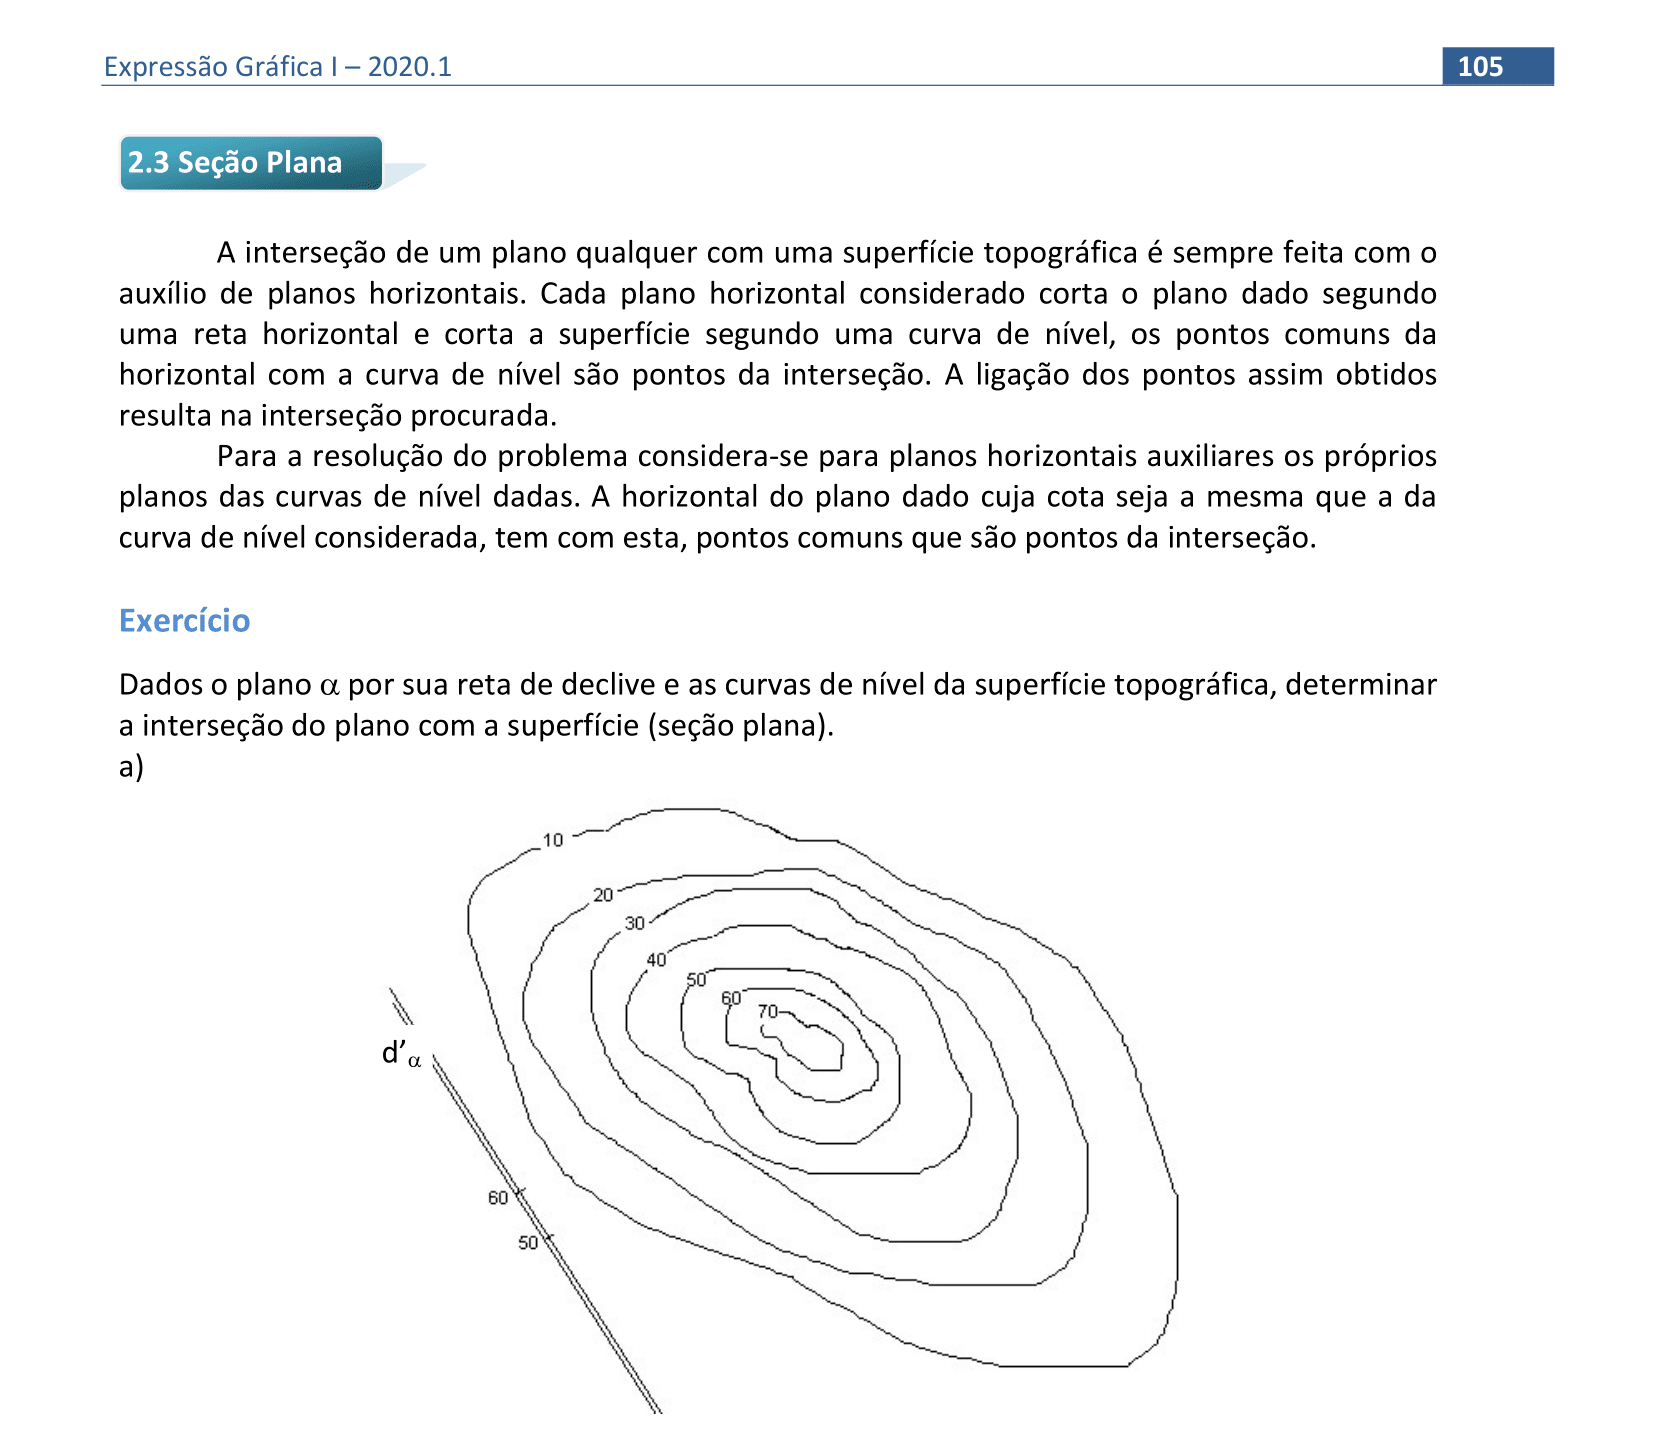 Expressão Gráfica I – 2020.1
105
2.3 Seção Plana
A interseção de um plano qualquer com uma superfície topográfica é sempre feita com o
auxílio de planos horizontais. Cada plano horizontal considerado corta o plano dado segundo
uma reta horizontal e corta a superfície segundo uma curva de nível, os pontos comuns da
horizontal com a curva de nível são pontos da interseção. A ligação dos pontos assim obtidos
resulta na interseção procurada.
Para a resolução do problema considera-se para planos horizontais auxiliares os próprios
planos das curvas de nível dadas. A horizontal do plano dado cuja cota seja a mesma que a da
curva de nível considerada, tem com esta, pontos comuns que são pontos da interseção.
Exercício
Dados o plano α por sua reta de declive e as curvas de nível da superfície topográfica, determinar
a interseção do plano com a superfície (seção plana).
a)
10
20
30
40
50
60
70
d’α
60
50